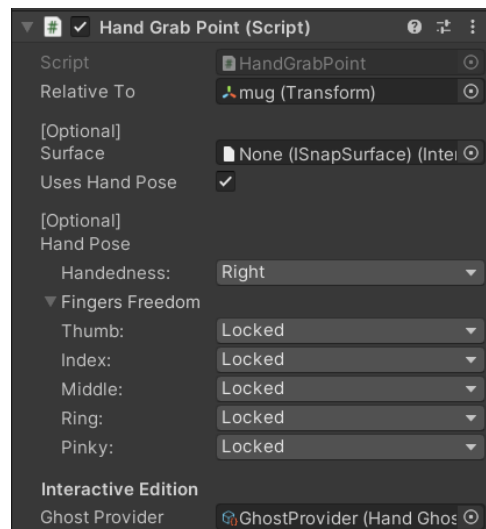 Hand Grab Point (Script)
Script HandGrabPoint
Relative To mug (Transform)
[Optional]
Surface None (ISnapSurface) (Inter
Uses Hand Pose
[Optional]
Hand Pose
Handedness: Right
Fingers Freedom
Thumb: Locked
Index: Locked
Middle: Locked
Ring: Locked
Pinky: Locked
Interactive Edition
Ghost Provider GhostProvider (Hand Ghos